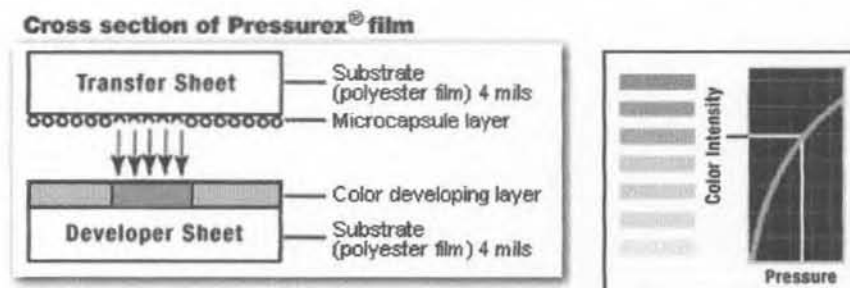 Cross section of Pressurex® film
Transfer Sheet
Substrate
(polyester film) 4 mils
Microcapsule layer
Color developing layer
Developer Sheet
Substrate
(polyester film) 4 mils
Color Intensity
Pressure